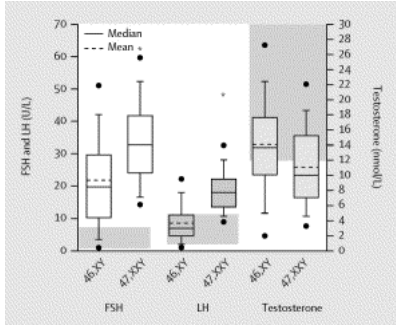 70
60
50
40
30
20
10
0
FSH and LH (U/L)
Median
Mean
30
28
26
24
22
20
18
16
14
12
10
8
6
4
2
0
Testosterone (nmol/L)
46,XY
47,XXY
46,XY
47,XXY
46,XY
47,XXY
FSH
LH
Testosterone